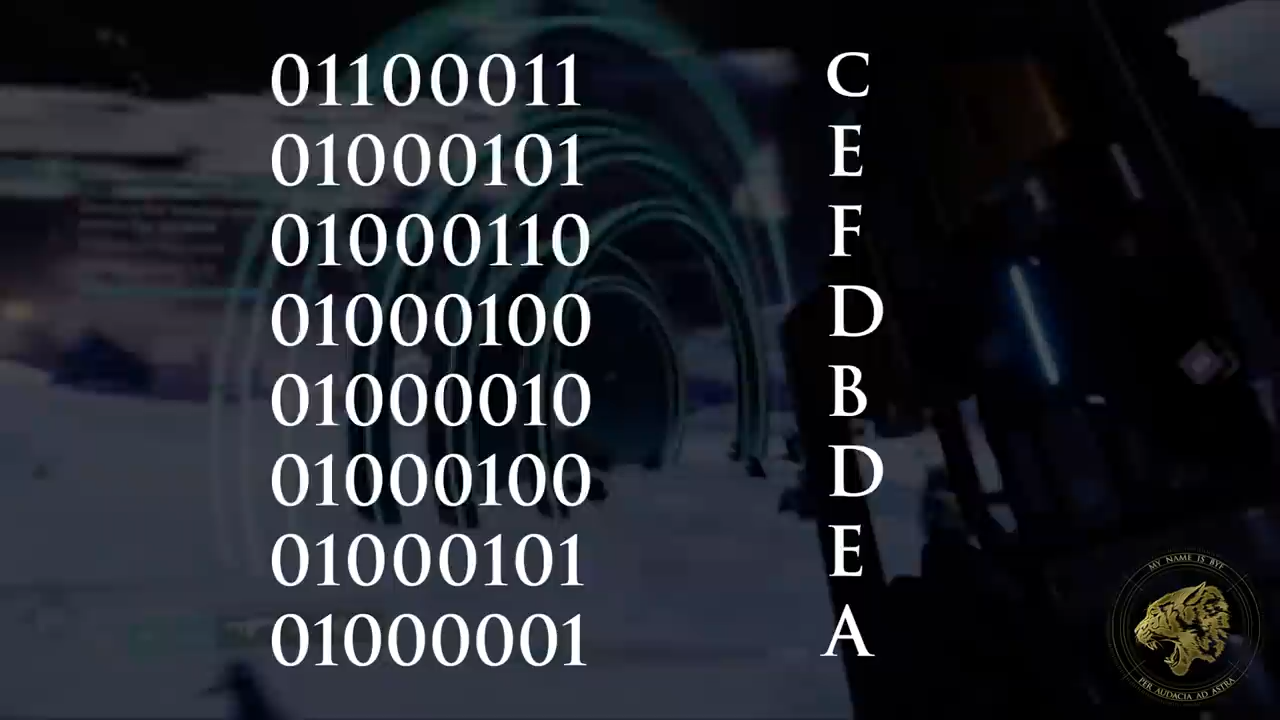 01100011 C
01000101 E
01000110 F
01000100 D
01000010 B
01000100 D
01000101 E
01000001 A
MY NAME IS BYF
PER AUDACIA AD ASTRA